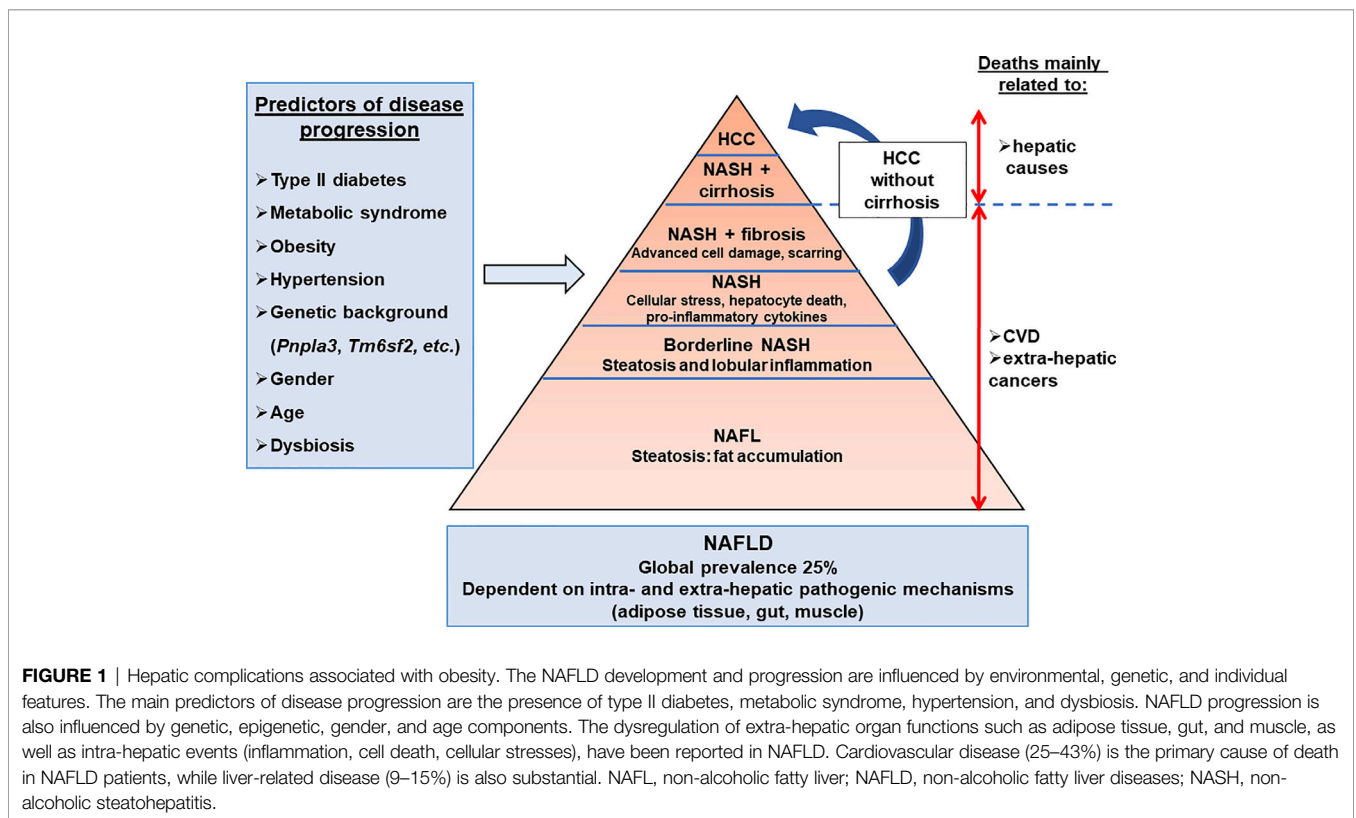 Predictors of disease
progression
➢Type II diabetes
➢Metabolic syndrome
➢Obesity
➢Hypertension
➢Genetic background
(Pnpla3, Tm6sf2, etc.)
➢Gender
➢Age
➢Dysbiosis
HCC
NASH +
cirrhosis
NASH + fibrosis
Advanced cell damage, scarring
NASH
Cellular stress, hepatocyte death,
pro-inflammatory cytokines
Borderline NASH
Steatosis and lobular inflammation
NAFL
Steatosis: fat accumulation
HCC
without
cirrhosis
Deaths mainly
related to:
➢hepatic
causes
➢CVD
➢extra-hepatic
cancers
NAFLD
Global prevalence 25%
Dependent on intra- and extra-hepatic pathogenic mechanisms
(adipose tissue, gut, muscle)
FIGURE 1 | Hepatic complications associated with obesity. The NAFLD development and progression are influenced by environmental, genetic, and individual
features. The main predictors of disease progression are the presence of type II diabetes, metabolic syndrome, hypertension, and dysbiosis. NAFLD progression is
also influenced by genetic, epigenetic, gender, and age components. The dysregulation of extra-hepatic organ functions such as adipose tissue, gut, and muscle, as
well as intra-hepatic events (inflammation, cell death, cellular stresses), have been reported in NAFLD. Cardiovascular disease (25–43%) is the primary cause of death
in NAFLD patients, while liver-related disease (9–15%) is also substantial. NAFL, non-alcoholic fatty liver; NAFLD, non-alcoholic fatty liver diseases; NASH, non-
alcoholic steatohepatitis.